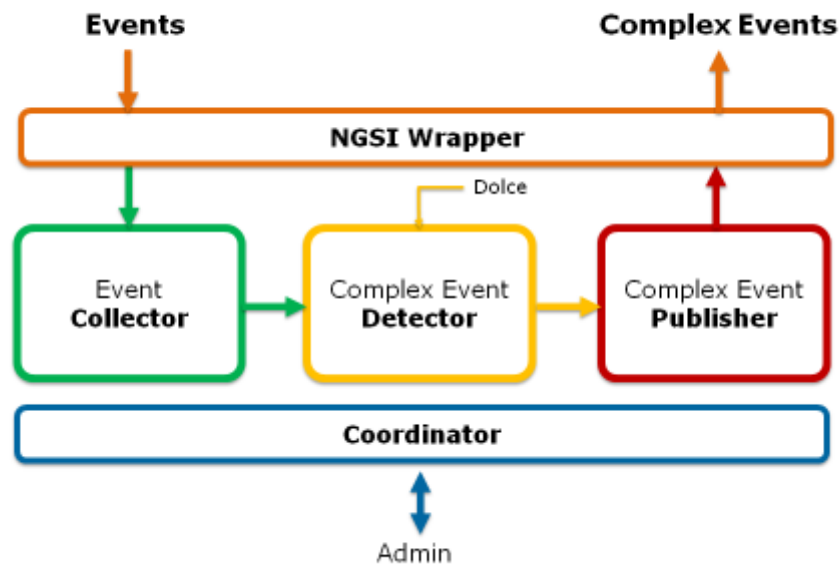 Events
Complex Events
NGSI Wrapper
Dolce
Event
Collector
Complex Event
Detector
Complex Event
Publisher
Coordinator
Admin